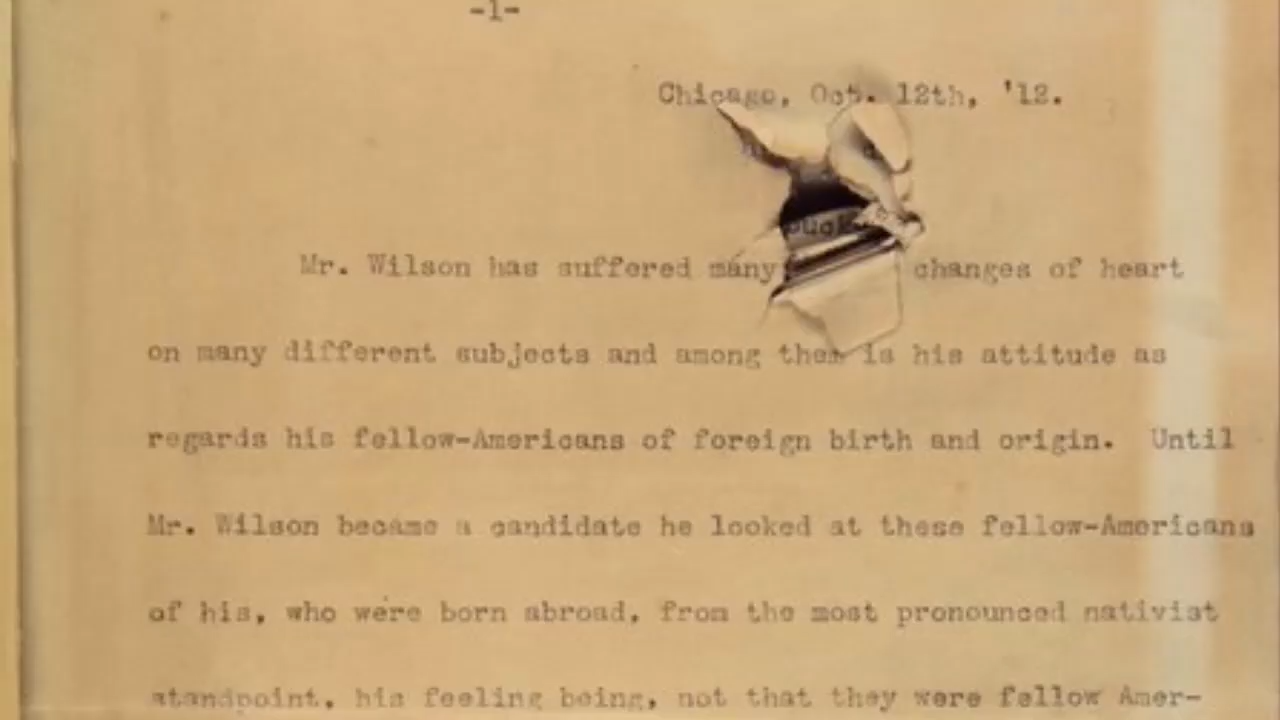 -1-
Chicago, Oct. 12th, '12.
Mr. Wilson has suffered many changes of heart
on many different subjects and among them is his attitude as
regards his fellow-Americans of foreign birth and origin. Until
Mr. Wilson became a candidate he looked at these fellow-Americans
of his, who were born abroad, from the most pronounced nativist
standpoint, his feeling being, not that they were fellow Amer-